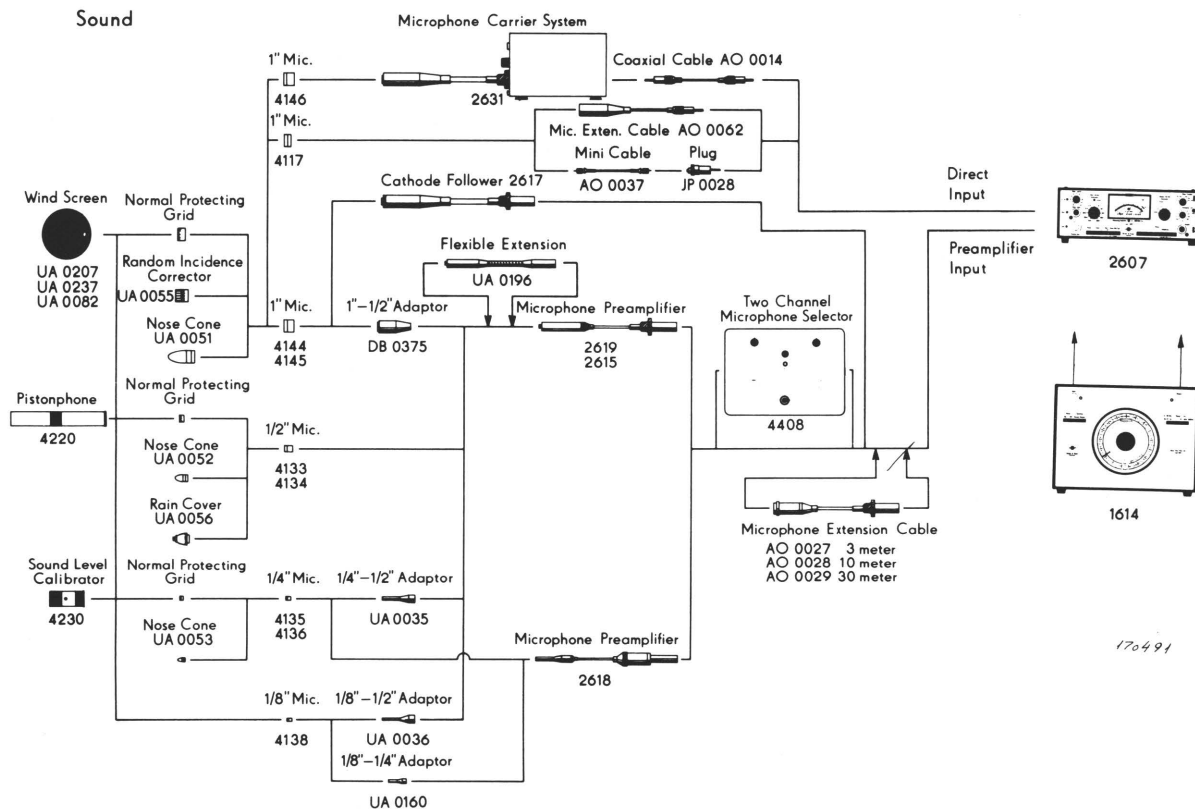 Sound
Microphone Carrier System
1" Mic.
4146
2631
Coaxial Cable AO 0014
1" Mic.
4117
Mic. Exten. Cable AO 0062
Mini Cable
AO 0037
Plug
JP 0028
Cathode Follower 2617
Direct
Input
Preamplifier
Input
2607
Wind Screen
UA 0207
UA 0237
UA 0082
Normal Protecting
Grid
Random Incidence
Corrector
UA 0055
Nose Cone
UA 0051
Flexible Extension
UA 0196
1" Mic.
4144
4145
1"–1/2" Adaptor
DB 0375
Microphone Preamplifier
2619
2615
Two Channel
Microphone Selector
4408
Pistonphone
4220
Normal Protecting
Grid
Nose Cone
UA 0052
Rain Cover
UA 0056
1/2" Mic.
4133
4134
Microphone Extension Cable
AO 0027 3 meter
AO 0028 10 meter
AO 0029 30 meter
1614
Sound Level
Calibrator
4230
Normal Protecting
Grid
Nose Cone
UA 0053
1/4" Mic.
4135
4136
1/4"–1/2" Adaptor
UA 0035
Microphone Preamplifier
2618
1/8" Mic.
4138
1/8"–1/2" Adaptor
UA 0036
1/8"–1/4" Adaptor
UA 0160
170491